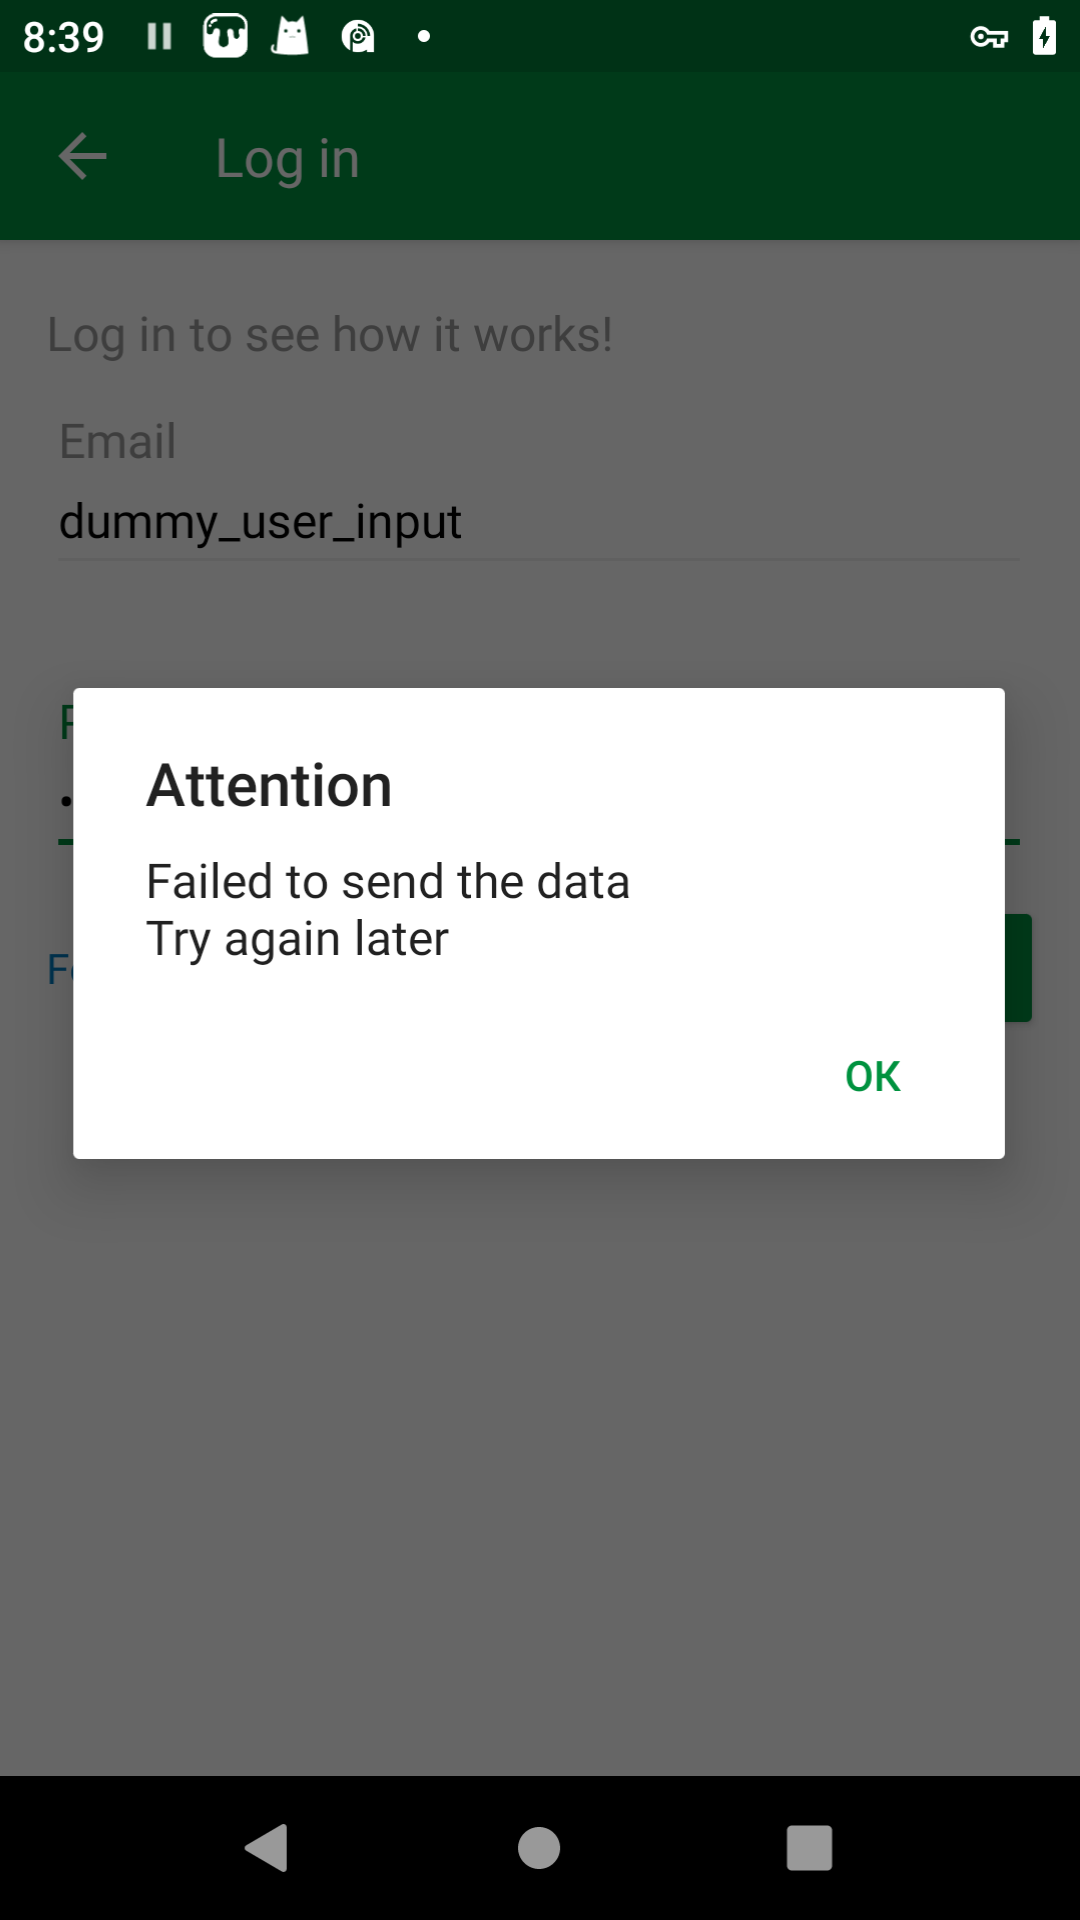 8:39
Log in
Log in to see how it works!
Email
dummy_user_input
Attention
Failed to send the data
Try again later
OK